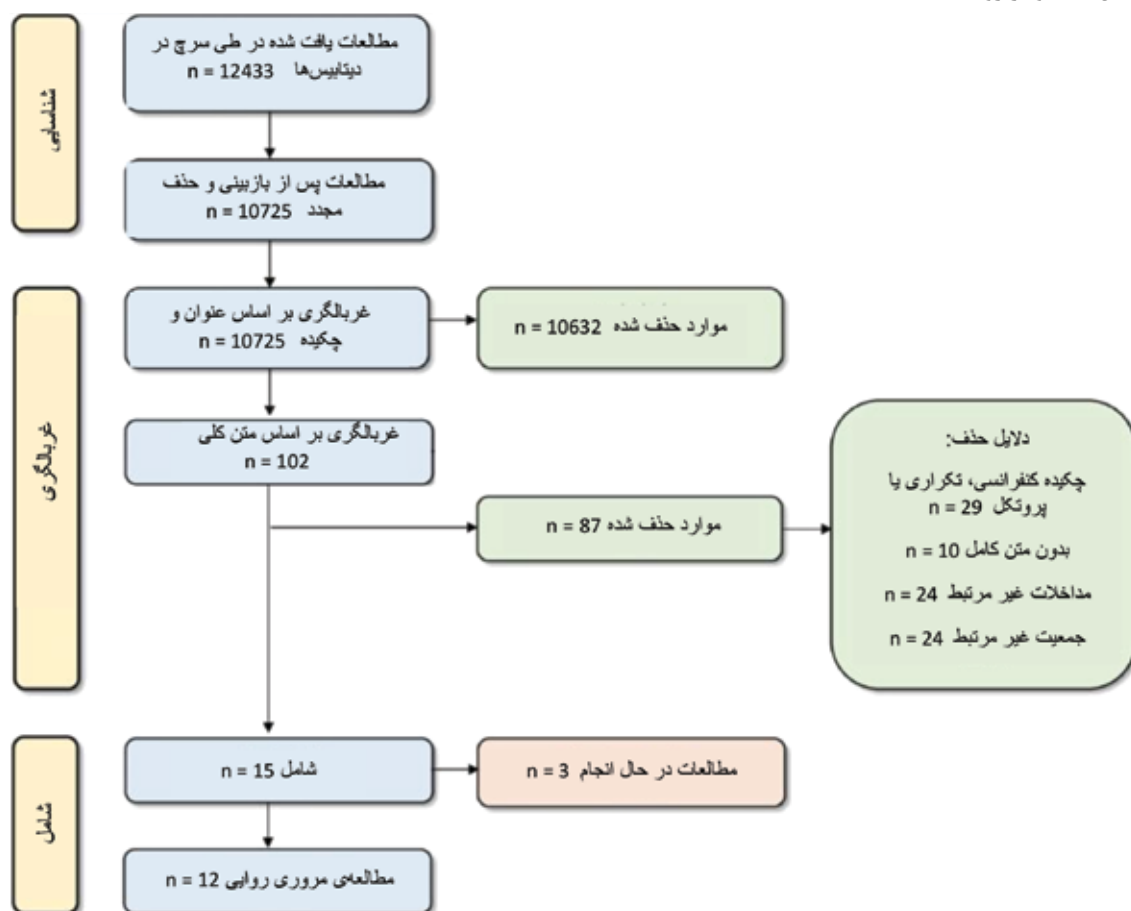 شناسایی
مطالعات یافت شده در طی سرچ در
دیتابیس‌ها n = 12433
مطالعات پس از بازبینی و حذف
مجدد n = 10725
غربالگری
غربالگری بر اساس عنوان و
چکیده n = 10725
موارد حذف شده n = 10632
غربالگری بر اساس متن کلی
n = 102
موارد حذف شده n = 87
دلایل حذف:
چکیده کنفرانسی، تکراری یا
پروتکل n = 29
بدون متن کامل n = 10
مداخلات غیر مرتبط n = 24
جمعیت غیر مرتبط n = 24
شامل
شامل n = 15
مطالعات در حال انجام n = 3
مطالعه‌ی مروری روایی n = 12